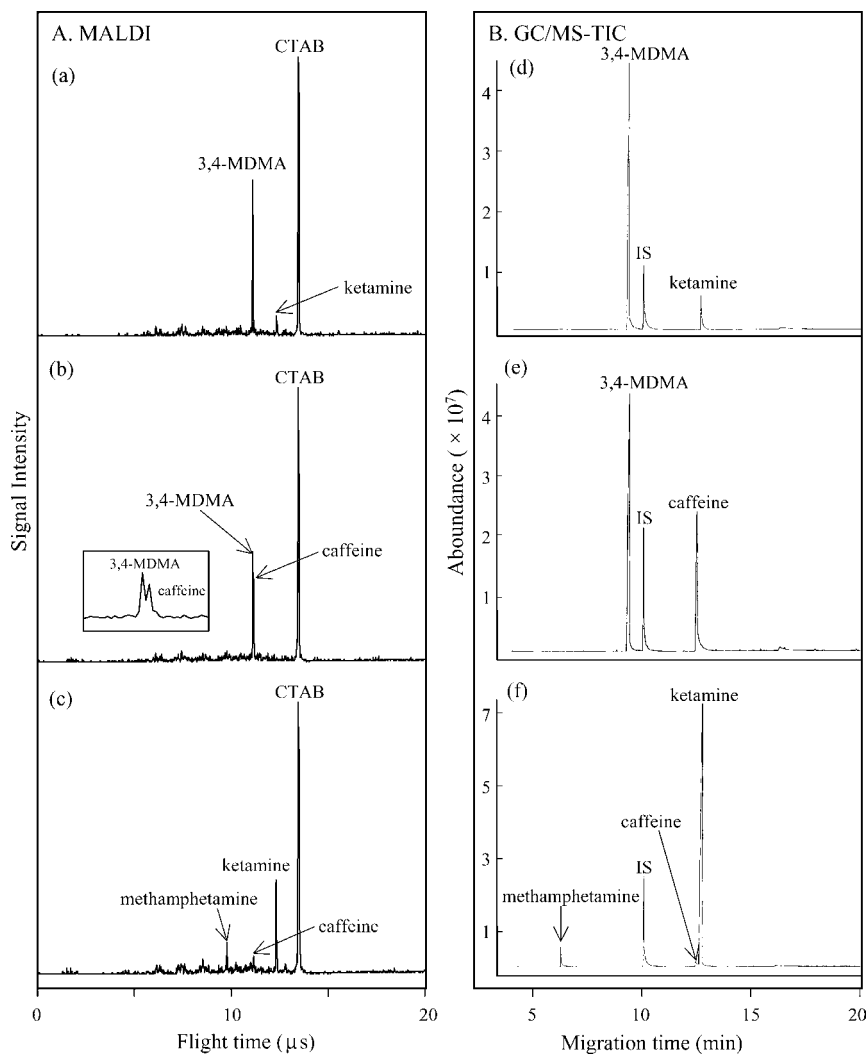 A. MALDI
(a)
CTAB
3,4-MDMA
ketamine
(b)
CTAB
3,4-MDMA
caffeine
3,4-MDMA
caffeine
(c)
CTAB
ketamine
methamphetamine
caffeine
Signal Intensity
0
10
20
Flight time (μs)
B. GC/MS-TIC
(d)
3,4-MDMA
4
3
2
1
IS
ketamine
(e)
3,4-MDMA
4
3
2
1
IS
caffeine
(f)
ketamine
7
5
3
1
caffeine
IS
methamphetamine
Aboundance ( × 10⁷)
5
10
15
20
Migration time (min)